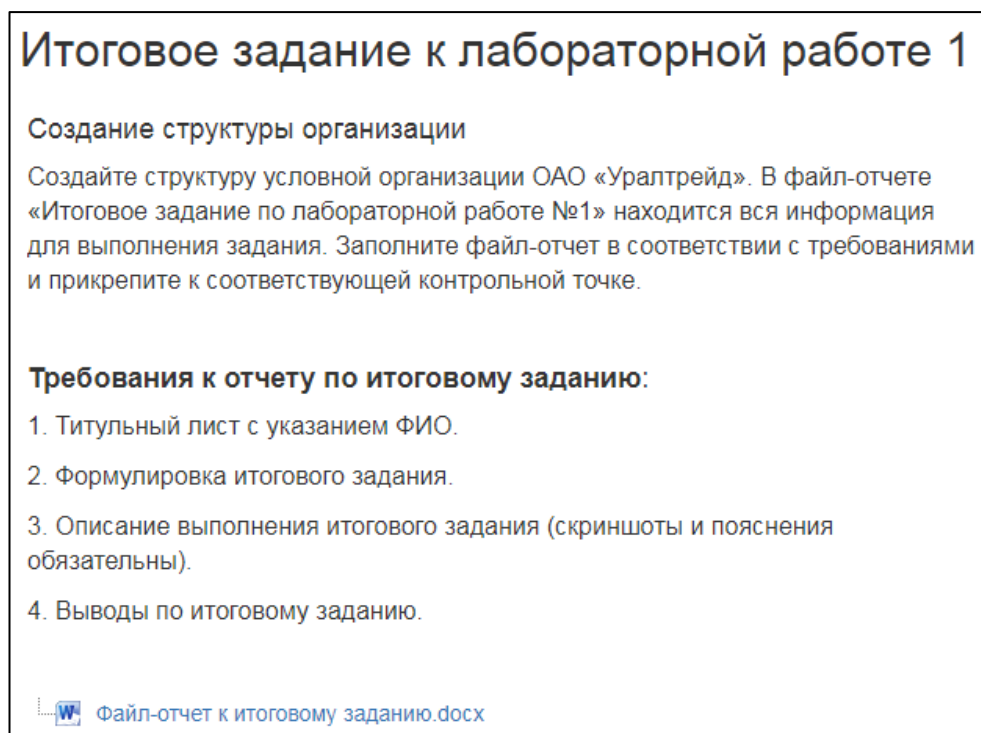 Итоговое задание к лабораторной работе 1
Создание структуры организации
Создайте структуру условной организации ОАО «Уралтрейд». В файл-отчете
«Итоговое задание по лабораторной работе №1» находится вся информация
для выполнения задания. Заполните файл-отчет в соответствии с требованиями
и прикрепите к соответствующей контрольной точке.
Требования к отчету по итоговому заданию:
1. Титульный лист с указанием ФИО.
2. Формулировка итогового задания.
3. Описание выполнения итогового задания (скриншоты и пояснения
обязательны).
4. Выводы по итоговому заданию.
Файл-отчет к итоговому заданию.docx